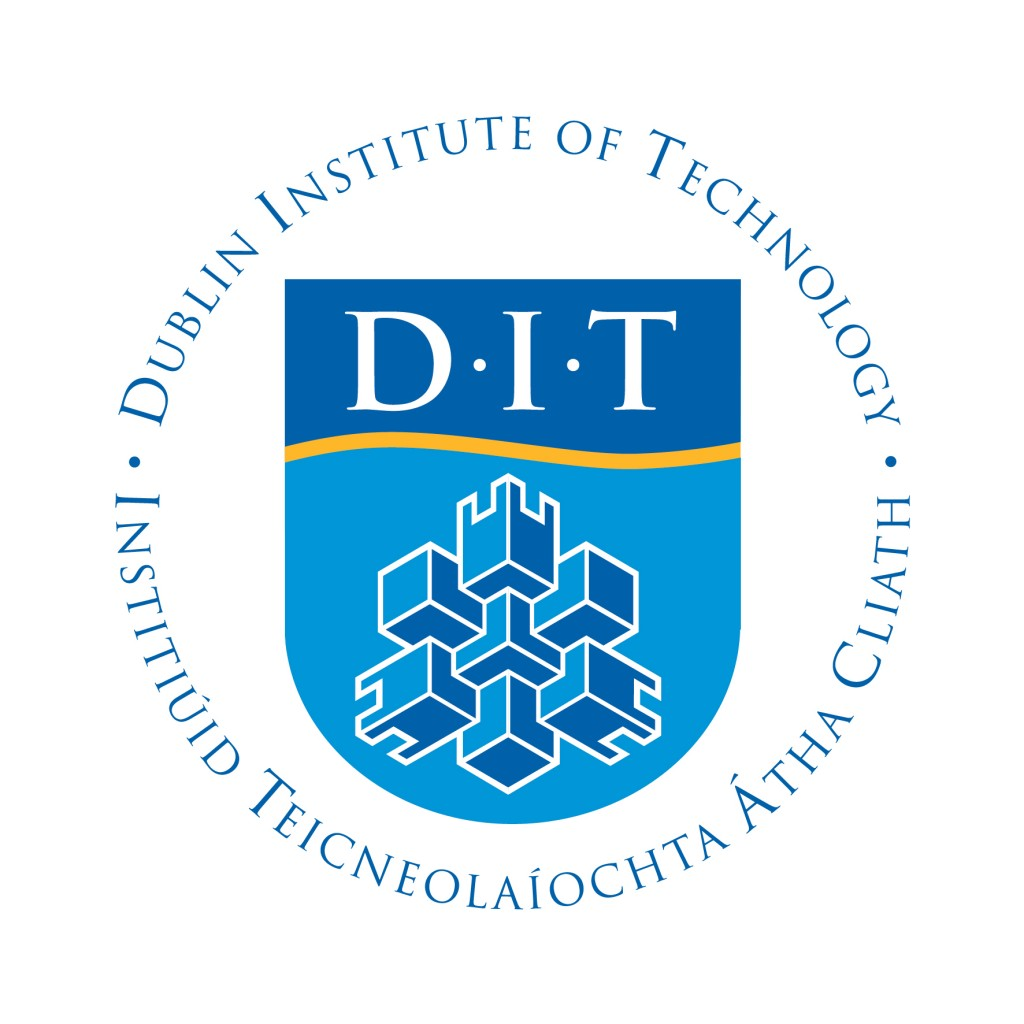 Dublin Institute of Technology
D·I·T
Institiúid Teicneolaíochta Átha Cliath